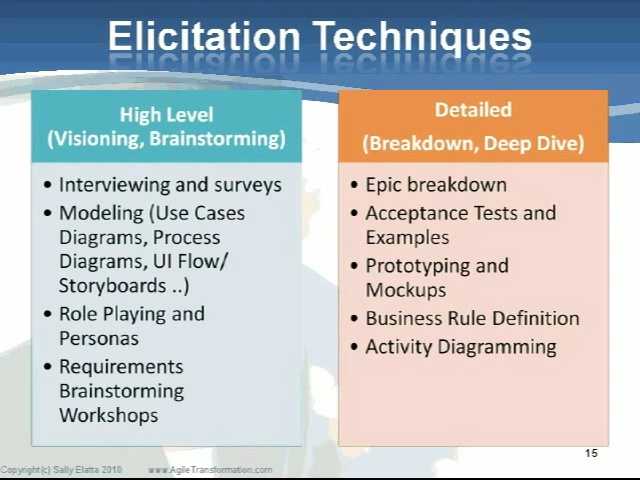 Elicitation Techniques
High Level
(Visioning, Brainstorming)
• Interviewing and surveys
• Modeling (Use Cases
Diagrams, Process
Diagrams, UI Flow/
Storyboards ..)
• Role Playing and
Personas
• Requirements
Brainstorming
Workshops
Detailed
(Breakdown, Deep Dive)
• Epic breakdown
• Acceptance Tests and
Examples
• Prototyping and
Mockups
• Business Rule Definition
• Activity Diagramming
15
Copyright(c) Sally Elatta 2010 www.AgileTransformation.com